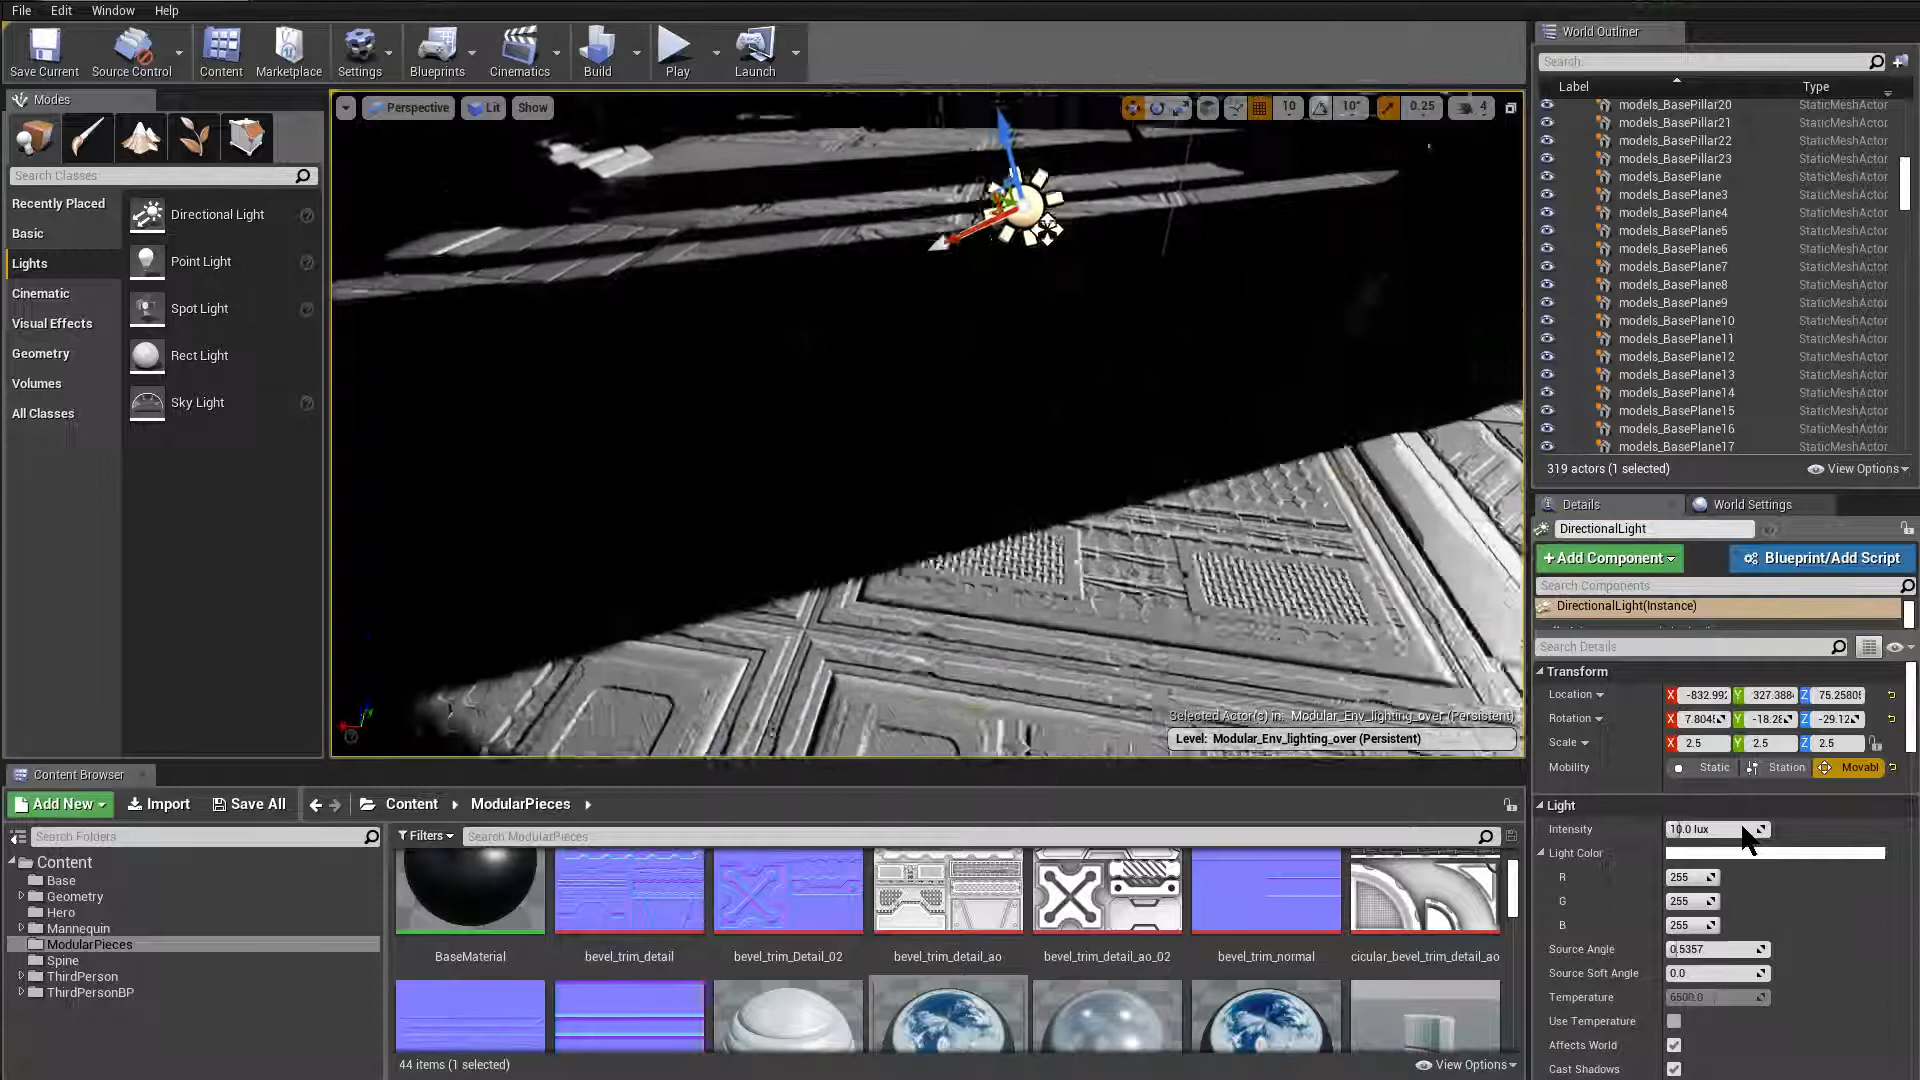 File Edit Window Help
Save Current Source Control Content Marketplace Settings Blueprints Cinematics Build Play Launch
Modes
Search Classes
Recently Placed
Basic
Lights
Cinematic
Visual Effects
Geometry
Volumes
All Classes
Directional Light
Point Light
Spot Light
Rect Light
Sky Light
Perspective Lit Show 10 10° 0.25 4
Selected Actor(s) in: Modular_Env_lighting_over (Persistent)
Level: Modular_Env_lighting_over (Persistent)
World Outliner
Search.
Label Type
models_BasePillar20 StaticMeshActor
models_BasePillar21 StaticMeshActor
models_BasePillar22 StaticMeshActor
models_BasePillar23 StaticMeshActor
models_BasePlane StaticMeshActor
models_BasePlane3 StaticMeshActor
models_BasePlane4 StaticMeshActor
models_BasePlane5 StaticMeshActor
models_BasePlane6 StaticMeshActor
models_BasePlane7 StaticMeshActor
models_BasePlane8 StaticMeshActor
models_BasePlane9 StaticMeshActor
models_BasePlane10 StaticMeshActor
models_BasePlane11 StaticMeshActor
models_BasePlane12 StaticMeshActor
models_BasePlane13 StaticMeshActor
models_BasePlane14 StaticMeshActor
models_BasePlane15 StaticMeshActor
models_BasePlane16 StaticMeshActor
models_BasePlane17 StaticMeshActor
319 actors (1 selected) View Options
Details World Settings
DirectionalLight
+Add Component Blueprint/Add Script
Search Components
DirectionalLight(Instance)
Search Details
Transform
Location X -832.992 Y 327.388 Z 75.2580
Rotation X 7.804 Y -18.28 Z -29.12
Scale X 2.5 Y 2.5 Z 2.5
Mobility Static Station Movabl
Light
Intensity 10.0 lux
Light Color
R 255
G 255
B 255
Source Angle 0.5357
Source Soft Angle 0.0
Temperature 6500.0
Use Temperature
Affects World
Cast Shadows
Content Browser
Add New Import Save All Content ModularPieces
Search Folders
Content
Base
Geometry
Hero
Mannequin
ModularPieces
Spine
ThirdPerson
ThirdPersonBP
Filters Search ModularPieces
BaseMaterial bevel_trim_detail bevel_trim_Detail_02 bevel_trim_detail_ao bevel_trim_detail_ao_02 bevel_trim_normal cicular_bevel_trim_detail_ao
44 items (1 selected) View Options